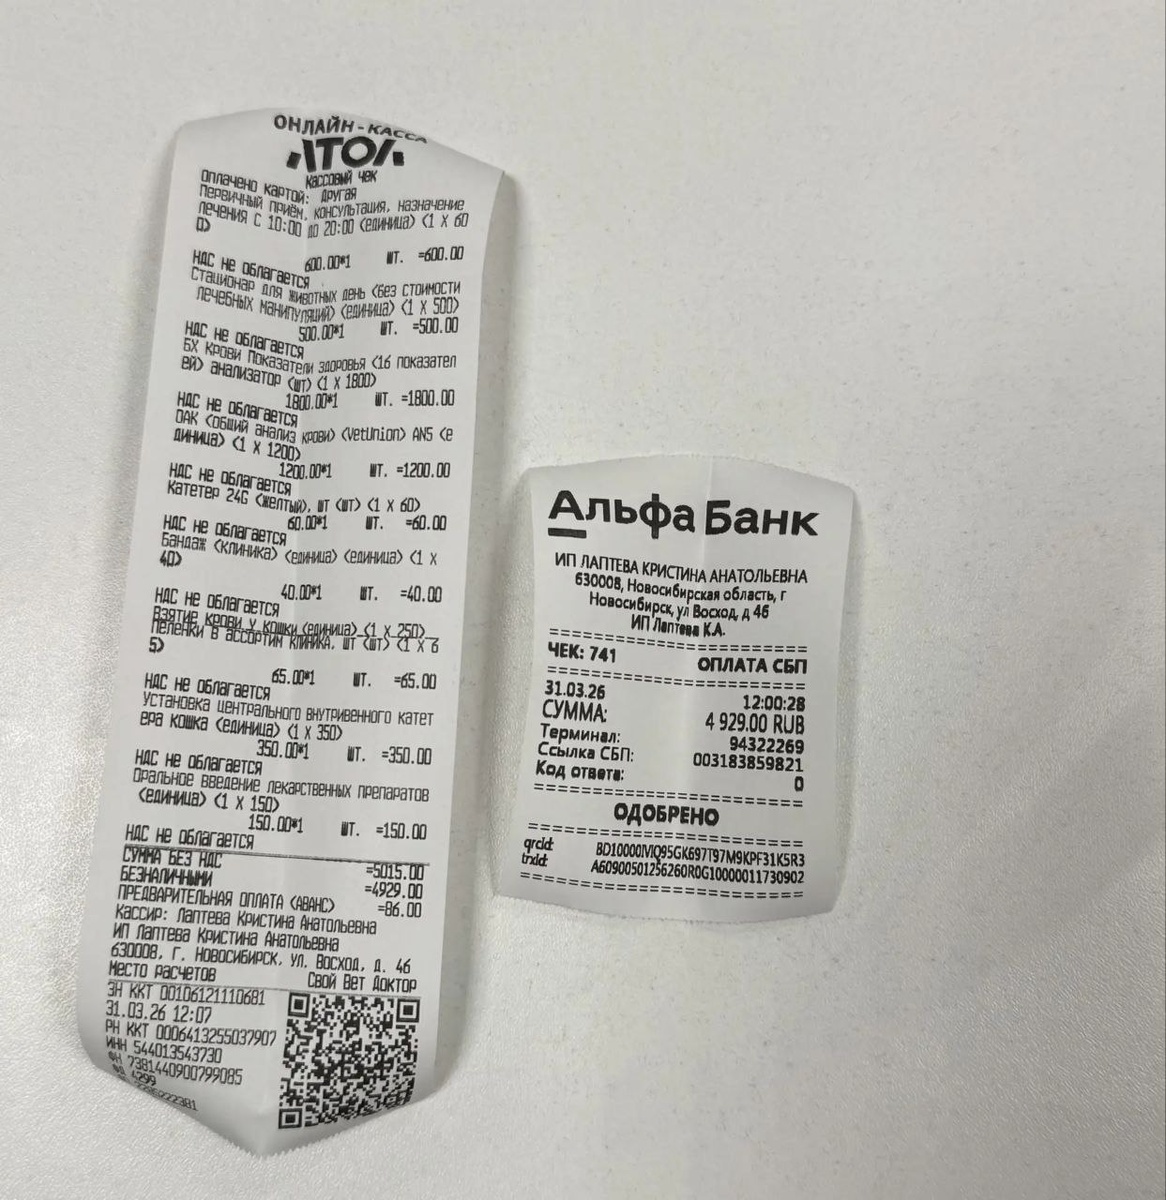 ОНЛАЙН-КАССА
АТОЛ
Кассовый чек
Оплачено картой: Другая
Первичный приём, консультация, назначение
лечения с 10:00 до 20:00 (единица) (1 X 60
0)
600.00*1 шт. =600.00
НДС не облагается
Стационар для животных день (без стоимости
лечебных манипуляций) (единица) (1 X 500)
500.00*1 шт. =500.00
НДС не облагается
БХ крови Показатели здоровья (16 показател
ей) анализатор (шт) (1 X 1800)
1800.00*1 шт. =1800.00
НДС не облагается
ОАК (общий анализ крови) (VetUnion) AN5 (е
диница) (1 X 1200)
1200.00*1 шт. =1200.00
НДС не облагается
Катетер 24G (желтый), шт (шт) (1 X 60)
60.00*1 шт. =60.00
НДС не облагается
Бандаж (клиника) (единица) (единица) (1 X
40)
40.00*1 шт. =40.00
НДС не облагается
Взятие крови у кошки (единица) (1 X 250)
Пеленки в ассортим клиника, шт (шт) (1 X 6
5)
65.00*1 шт. =65.00
НДС не облагается
Установка центрального внутривенного катет
ера кошка (единица) (1 X 350)
350.00*1 шт. =350.00
НДС не облагается
Оральное введение лекарственных препаратов
(единица) (1 X 150)
150.00*1 шт. =150.00
НДС не облагается
СУММА БЕЗ НДС =5015.00
БЕЗНАЛИЧНЫМИ =4929.00
ПРЕДВАРИТЕЛЬНАЯ ОПЛАТА (АВАНС) =86.00
Кассир: Лаптева Кристина Анатольевна
ИП Лаптева Кристина Анатольевна
630008, Г. НОВОСИБИРСК, УЛ. ВОСХОД, Д. 46
Место расчетов Свой Вет Доктор
ЗН ККТ 00106121110681
31.03.26 12:07
РН ККТ 0006413255037907
ИНН 544013543730
ФН 7381440900799085
ФД 4299
Альфа Банк
ИП ЛАПТЕВА КРИСТИНА АНАТОЛЬЕВНА
630008, Новосибирская область, г
Новосибирск, ул Восход, д 46
ИП Лаптева К.А.
================================
ЧЕК: 741 ОПЛАТА СБП
================================
31.03.26 12:00:28
СУММА: 4 929.00 RUB
Терминал: 94322269
Ссылка СБП: 003183859821
Код ответа: 0
================================
ОДОБРЕНО
================================
qrcId: BD10000IVIQ95GK697T97M9KPF31K5R3
trxId: A60900501256260R0G10000011730902
================================